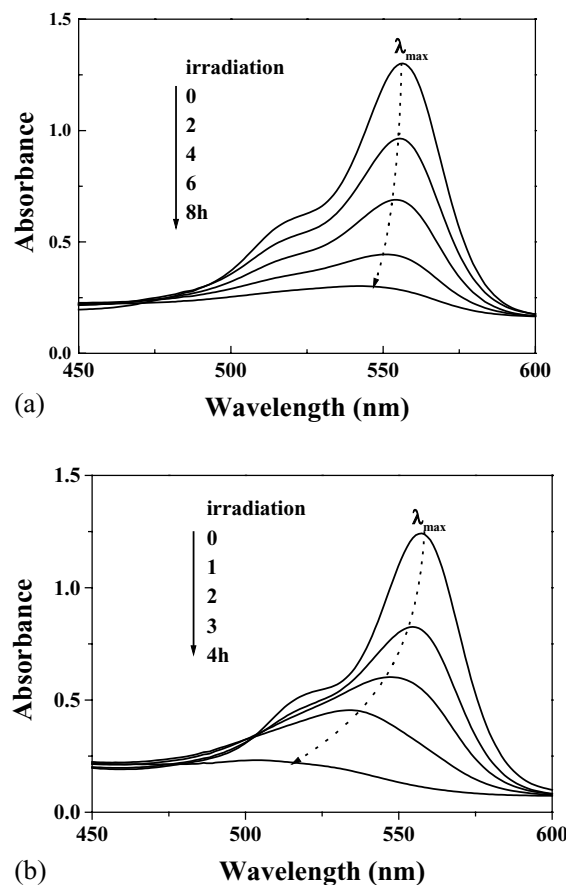 1.5
λmax
irradiation
0
2
4
6
8h
1.0
0.5
0.0
Absorbance
450 500 550 600
Wavelength (nm)
(a)
1.5
λmax
irradiation
0
1
2
3
4h
1.0
0.5
0.0
Absorbance
450 500 550 600
Wavelength (nm)
(b)